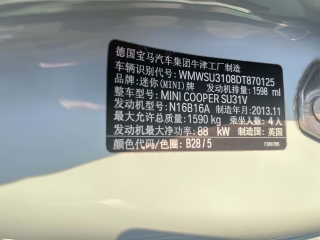 德国宝马汽车集团牛津工厂制造
车辆识别代号：WMWSU3108DT870125
品牌：迷你(MINI)牌 发动机排量：1598 ml
整车型号：MINI COOPER SU31V
发动机型号：N16B16A 制造年月：2013.11
最大允许总质量：1590 kg 乘坐人数：4人
发动机最大净功率：88 kW 制造国：英国
颜色代码/色圈：B28/5